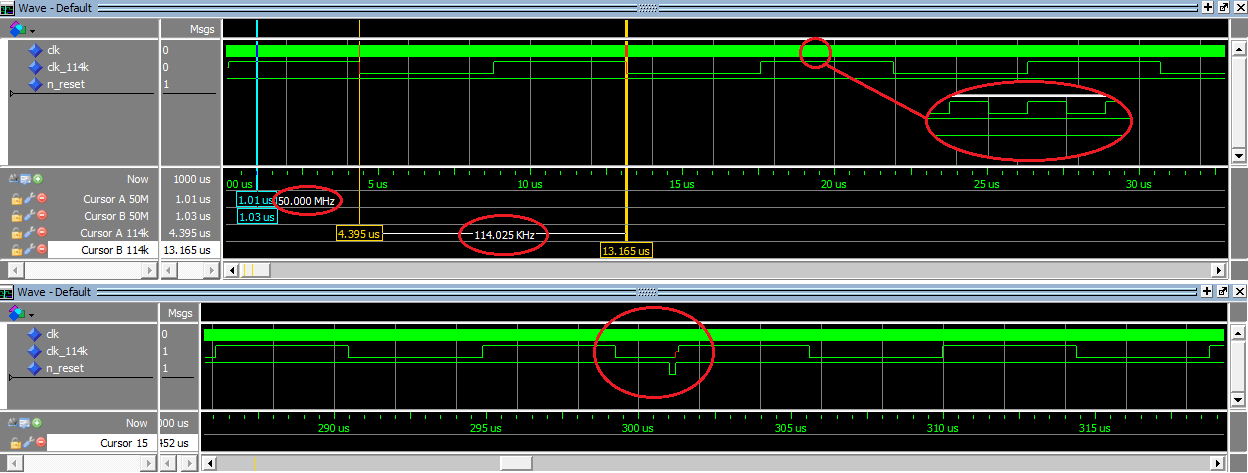 Wave - Default
Msgs
clk 0
clk_114k 0
n_reset 1
Now 1000 us
00 us 5 us 10 us 15 us 20 us 25 us 30 us
Cursor A 50M 1.01 us 1.01 us 50.000 MHz
Cursor B 50M 1.03 us 1.03 us
Cursor A 114k 4.395 us 4.395 us 114.025 KHz
Cursor B 114k 13.165 us 13.165 us
Wave - Default
Msgs
clk 0
clk_114k 1
n_reset 1
Now 000 us
290 us 295 us 300 us 305 us 310 us 315 us
Cursor 15 452 us